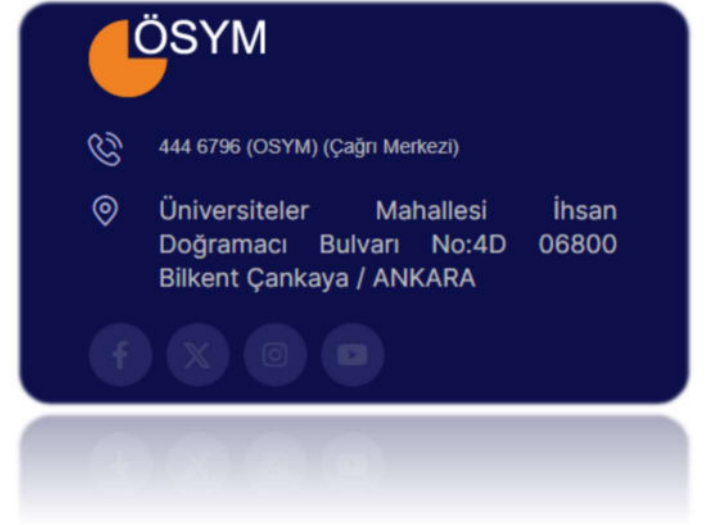 ÖSYM
444 6796 (OSYM) (Çağrı Merkezi)
Üniversiteler Mahallesi İhsan
Doğramacı Bulvarı No:4D 06800
Bilkent Çankaya / ANKARA